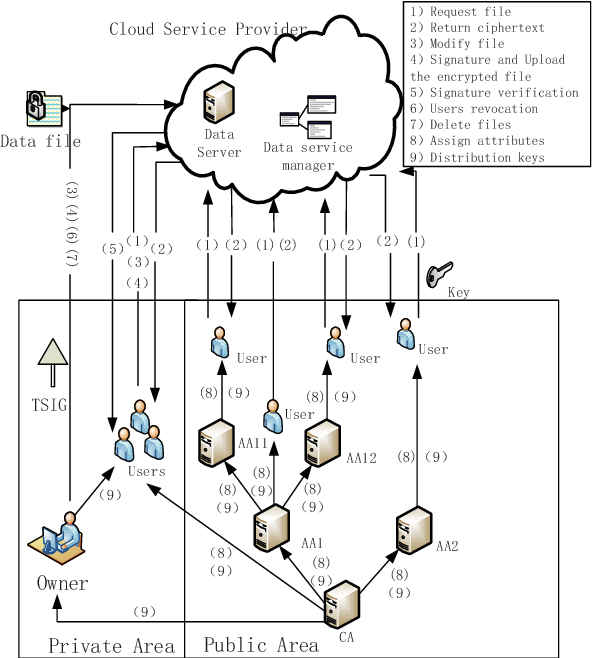 Cloud Service Provider
1) Request file
2) Return ciphertext
3) Modify file
4) Signature and Upload
the encrypted file
5) Signature verification
6) Users revocation
7) Delete files
8) Assign attributes
9) Distribution keys
Data file
Data
Server
Data service
manager
(3)(4)(6)(7)
(5)
(1)
(3)
(4)
(2)
(1)
(2)
(1)(2)
(1)
(2)
(2)
(1)
Key
User
User
User
TSIG
(8)
(9)
(8)
(9)
User
AA11
AA12
(8)
(9)
Users
(9)
(8)
(9)
(8)
(9)
(8)
(9)
AA1
AA2
Owner
(8)
(9)
(8)
(9)
(8)
(9)
(9)
CA
Private Area
Public Area